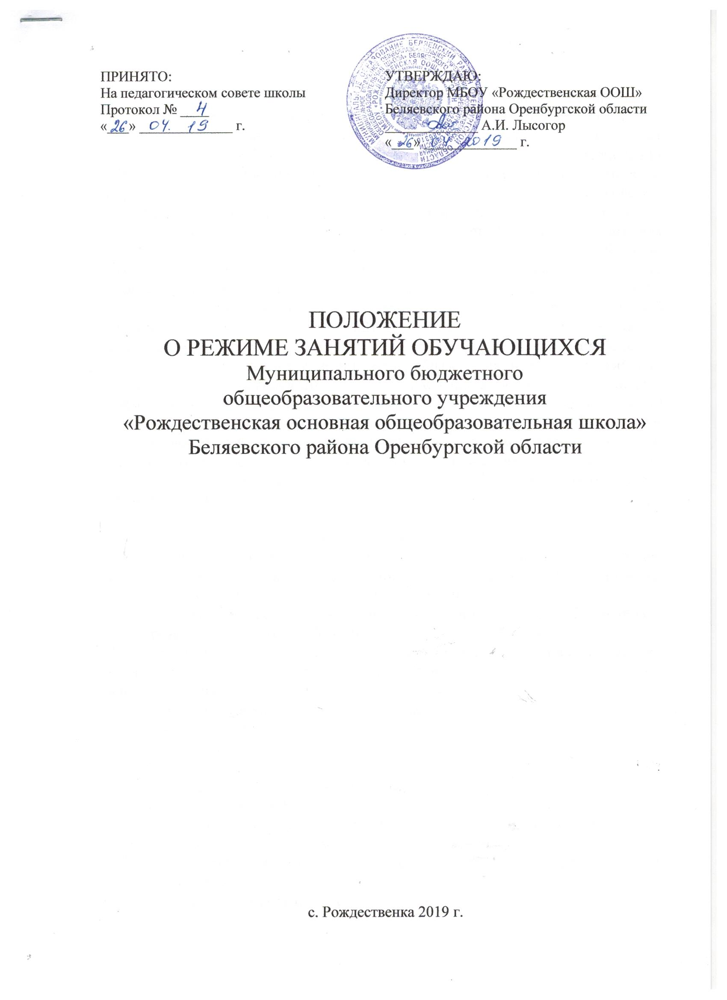 ПРИНЯТО:
На педагогическом совете школы
Протокол № 4
«26» 04. 19 г.
УТВЕРЖДАЮ:
Директор МБОУ «Рождественская ООШ»
Беляевского района Оренбургской области
А.И. Лысогор
«26» 04 2019 г.
ПОЛОЖЕНИЕ
О РЕЖИМЕ ЗАНЯТИЙ ОБУЧАЮЩИХСЯ
Муниципального бюджетного
общеобразовательного учреждения
«Рождественская основная общеобразовательная школа»
Беляевского района Оренбургской области
с. Рождественка 2019 г.